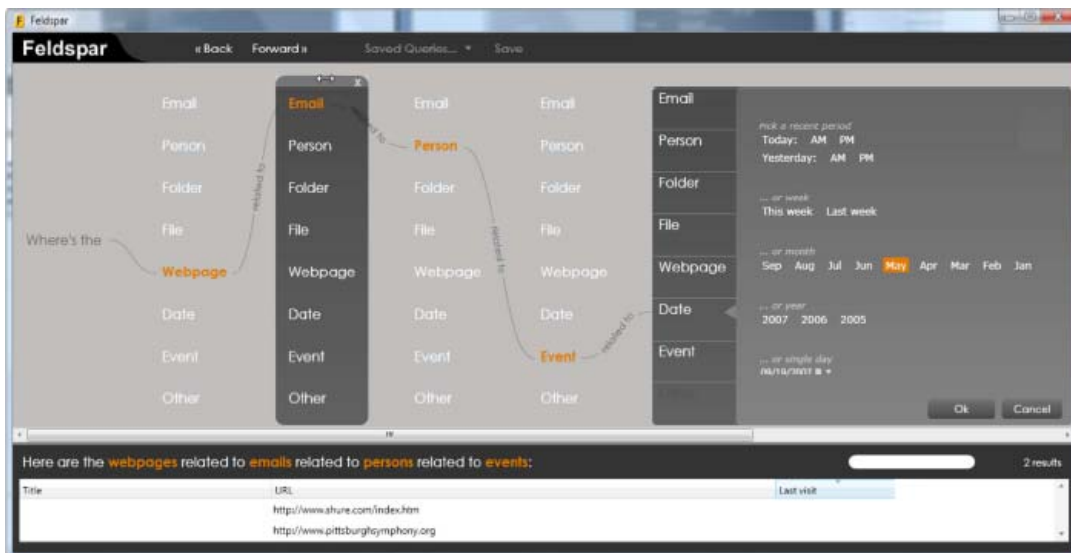 Feldspar
Feldspar « Back Forward » Saved Queries... Save
x
Email Email Email Email Email
Person Person Person Person Person
Folder Folder Folder Folder Folder
File File File File File
Where's the
Webpage Webpage Webpage Webpage Webpage
Date Date Date Date Date
Event Event Event Event Event
Other Other Other Other
related to
related to
related to
related to
Pick a recent period
Today: AM PM
Yesterday: AM PM
... or week
This week Last week
... or month
Sep Aug Jul Jun May Apr Mar Feb Jan
... or year
2007 2006 2005
... or single day
09/19/2007
Ok Cancel
Here are the webpages related to emails related to persons related to events:
2 results
Title URL Last visit
http://www.shure.com/index.htm
http://www.pittsburghsymphony.org